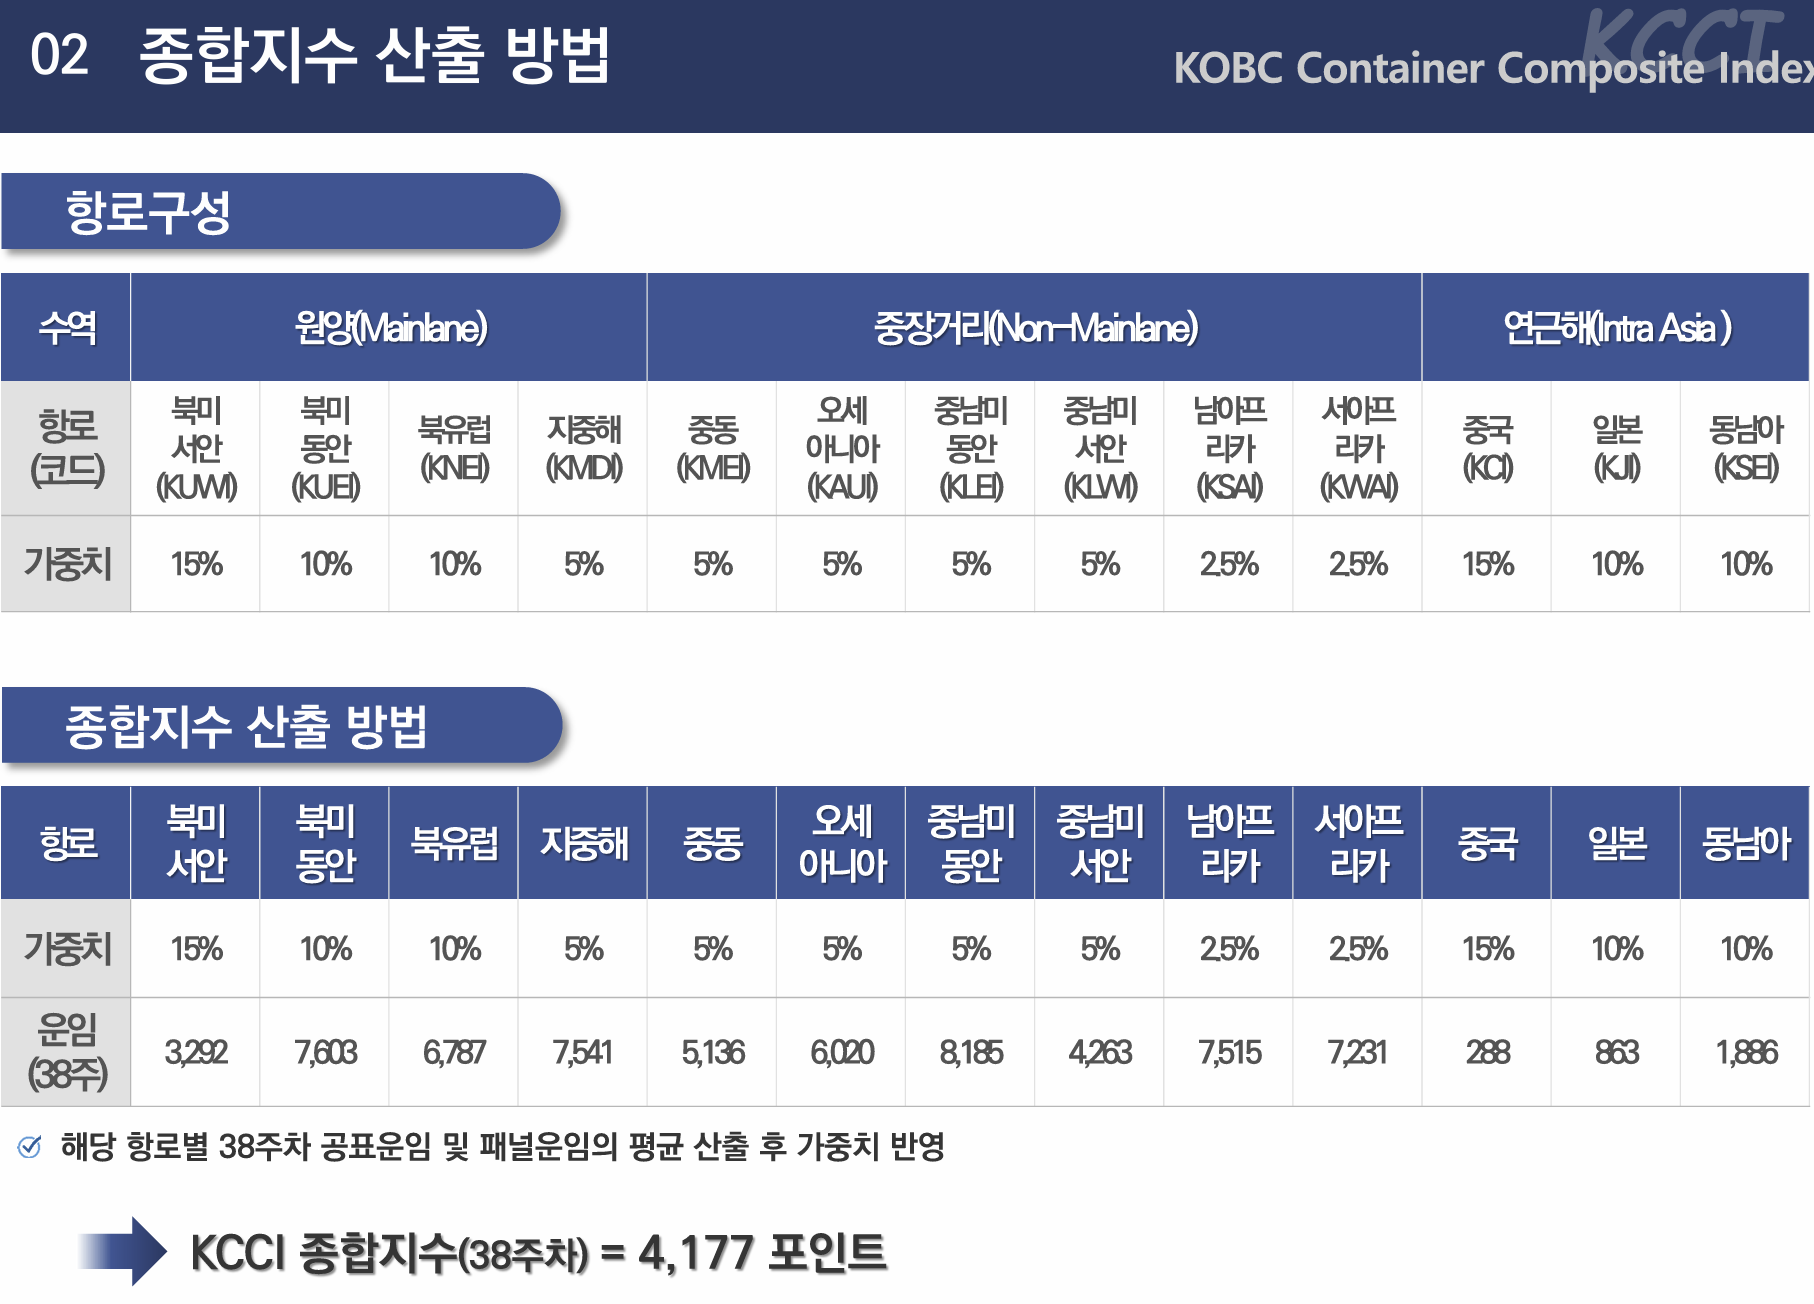 02 종합지수 산출 방법
KCCI
KOBC Container Composite Index
항로구성
수역 원양(Mainlane) 중장거리(Non-Mainlane) 연근해(Intra Asia )
항로 (코드) 북미 서안 (KUWI) 북미 동안 (KUEI) 북유럽 (KNEI) 지중해 (KMDI) 중동 (KMEI) 오세 아니아 (KAUI) 중남미 동안 (KLEI) 중남미 서안 (KLWI) 남아프 리카 (KSAI) 서아프 리카 (KWAI) 중국 (KCI) 일본 (KJI) 동남아 (KSEI)
가중치 15% 10% 10% 5% 5% 5% 5% 5% 2.5% 2.5% 15% 10% 10%
종합지수 산출 방법
항로 북미 서안 북미 동안 북유럽 지중해 중동 오세 아니아 중남미 동안 중남미 서안 남아프 리카 서아프 리카 중국 일본 동남아
가중치 15% 10% 10% 5% 5% 5% 5% 5% 2.5% 2.5% 15% 10% 10%
운임 (38주) 3,292 7,603 6,787 7,541 5,136 6,020 8,185 4,263 7,515 7,231 288 863 1,886
해당 항로별 38주차 공표운임 및 패널운임의 평균 산출 후 가중치 반영
KCCI 종합지수(38주차) = 4,177 포인트